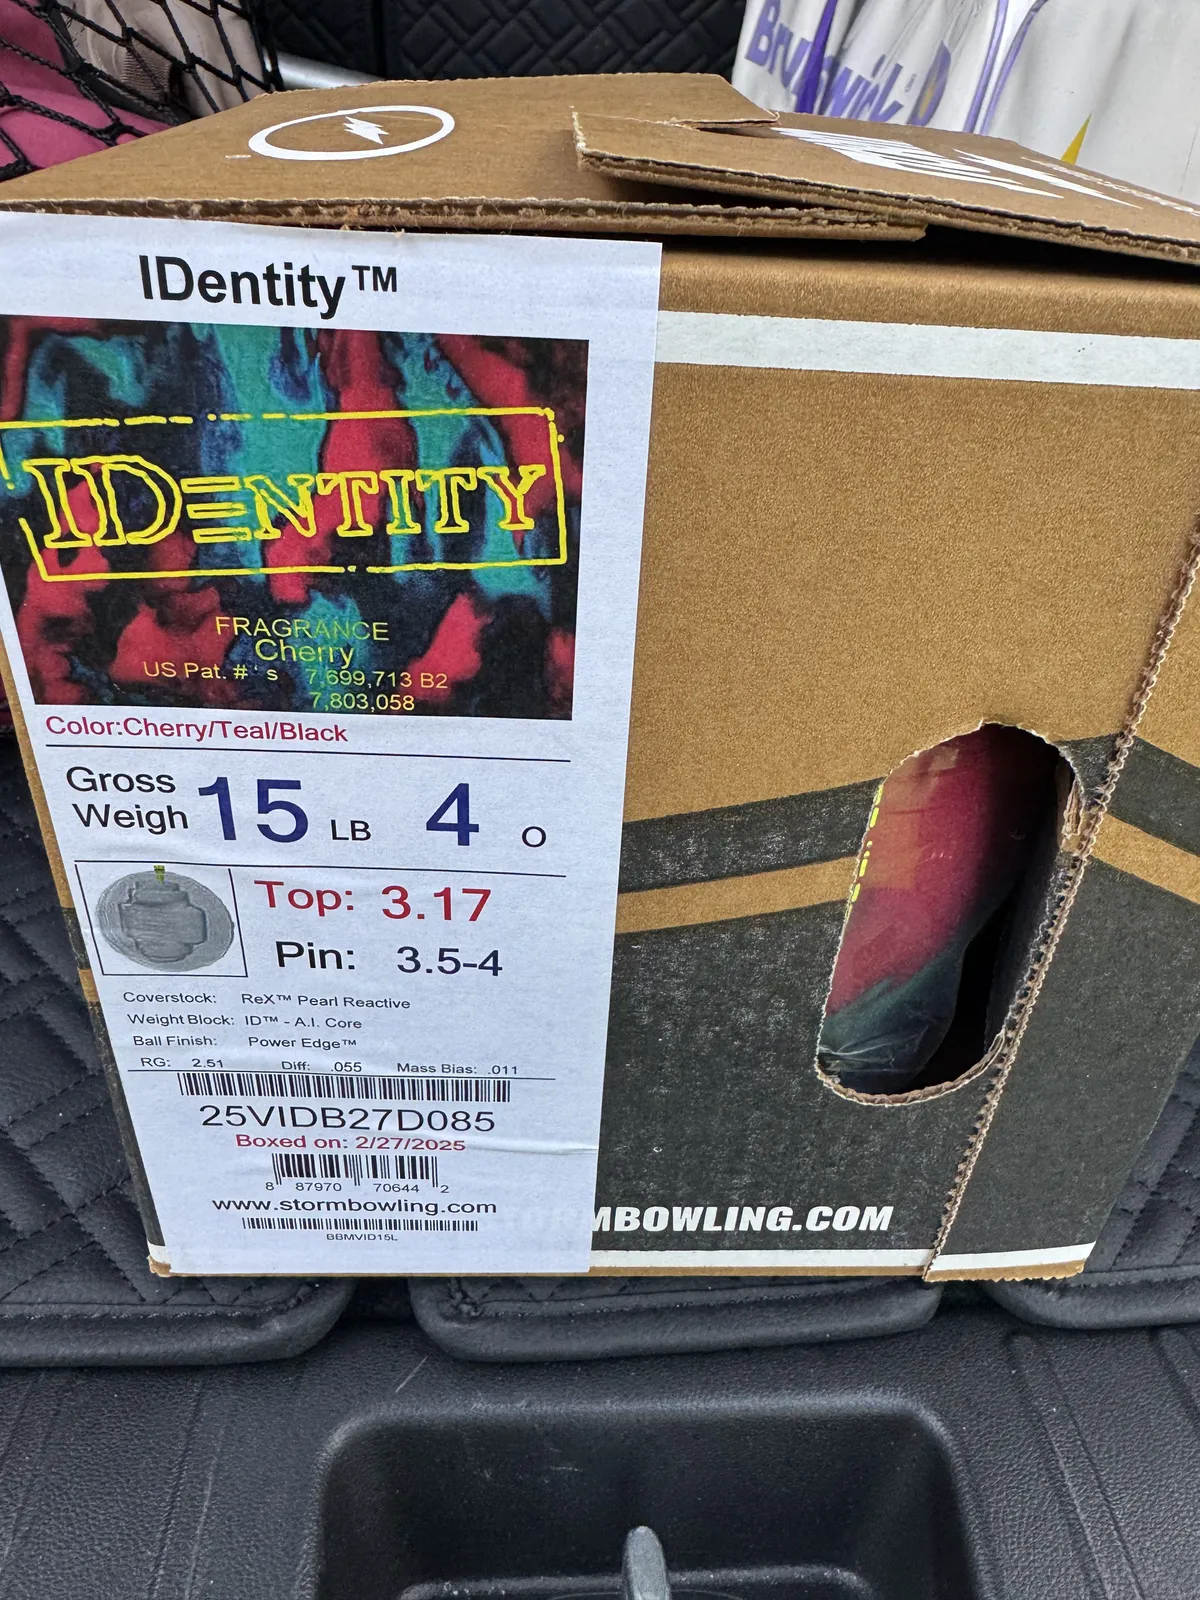 Brunswick
IDentity™
IDENTITY
FRAGRANCE
Cherry
US Pat. #'s 7,699,713 B2
7,803,058
Color:Cherry/Teal/Black
Gross
Weigh 15 LB 4 O
Top: 3.17
Pin: 3.5-4
Coverstock: ReX™ Pearl Reactive
Weight Block: ID™ - A.I. Core
Ball Finish: Power Edge™
RG: 2.51 Diff: .055 Mass Bias: .011
25VIDB27D085
Boxed on: 2/27/2025
8 87970 70644 2
www.stormbowling.com
BBMVID15L
ORMBOWLING.COM